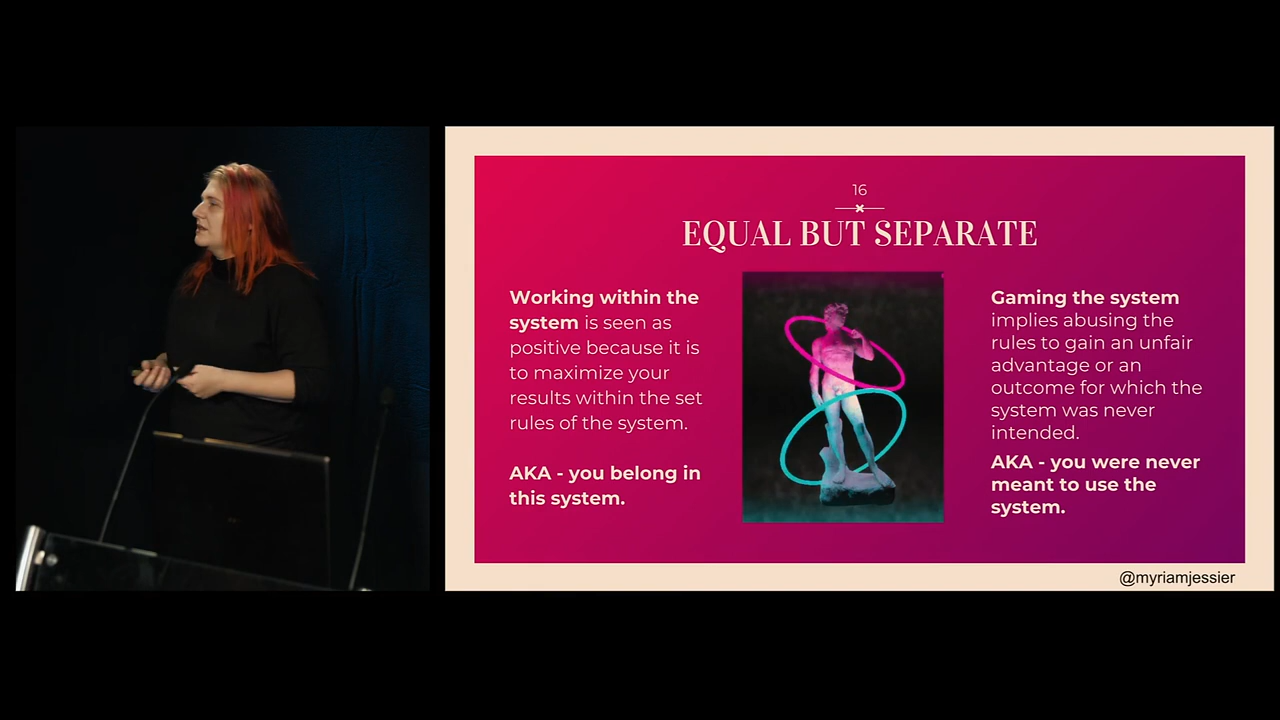 16
EQUAL BUT SEPARATE
Working within the
system is seen as
positive because it is
to maximize your
results within the set
rules of the system.
AKA - you belong in
this system.
Gaming the system
implies abusing the
rules to gain an unfair
advantage or an
outcome for which the
system was never
intended.
AKA - you were never
meant to use the
system.
@myriamjessier